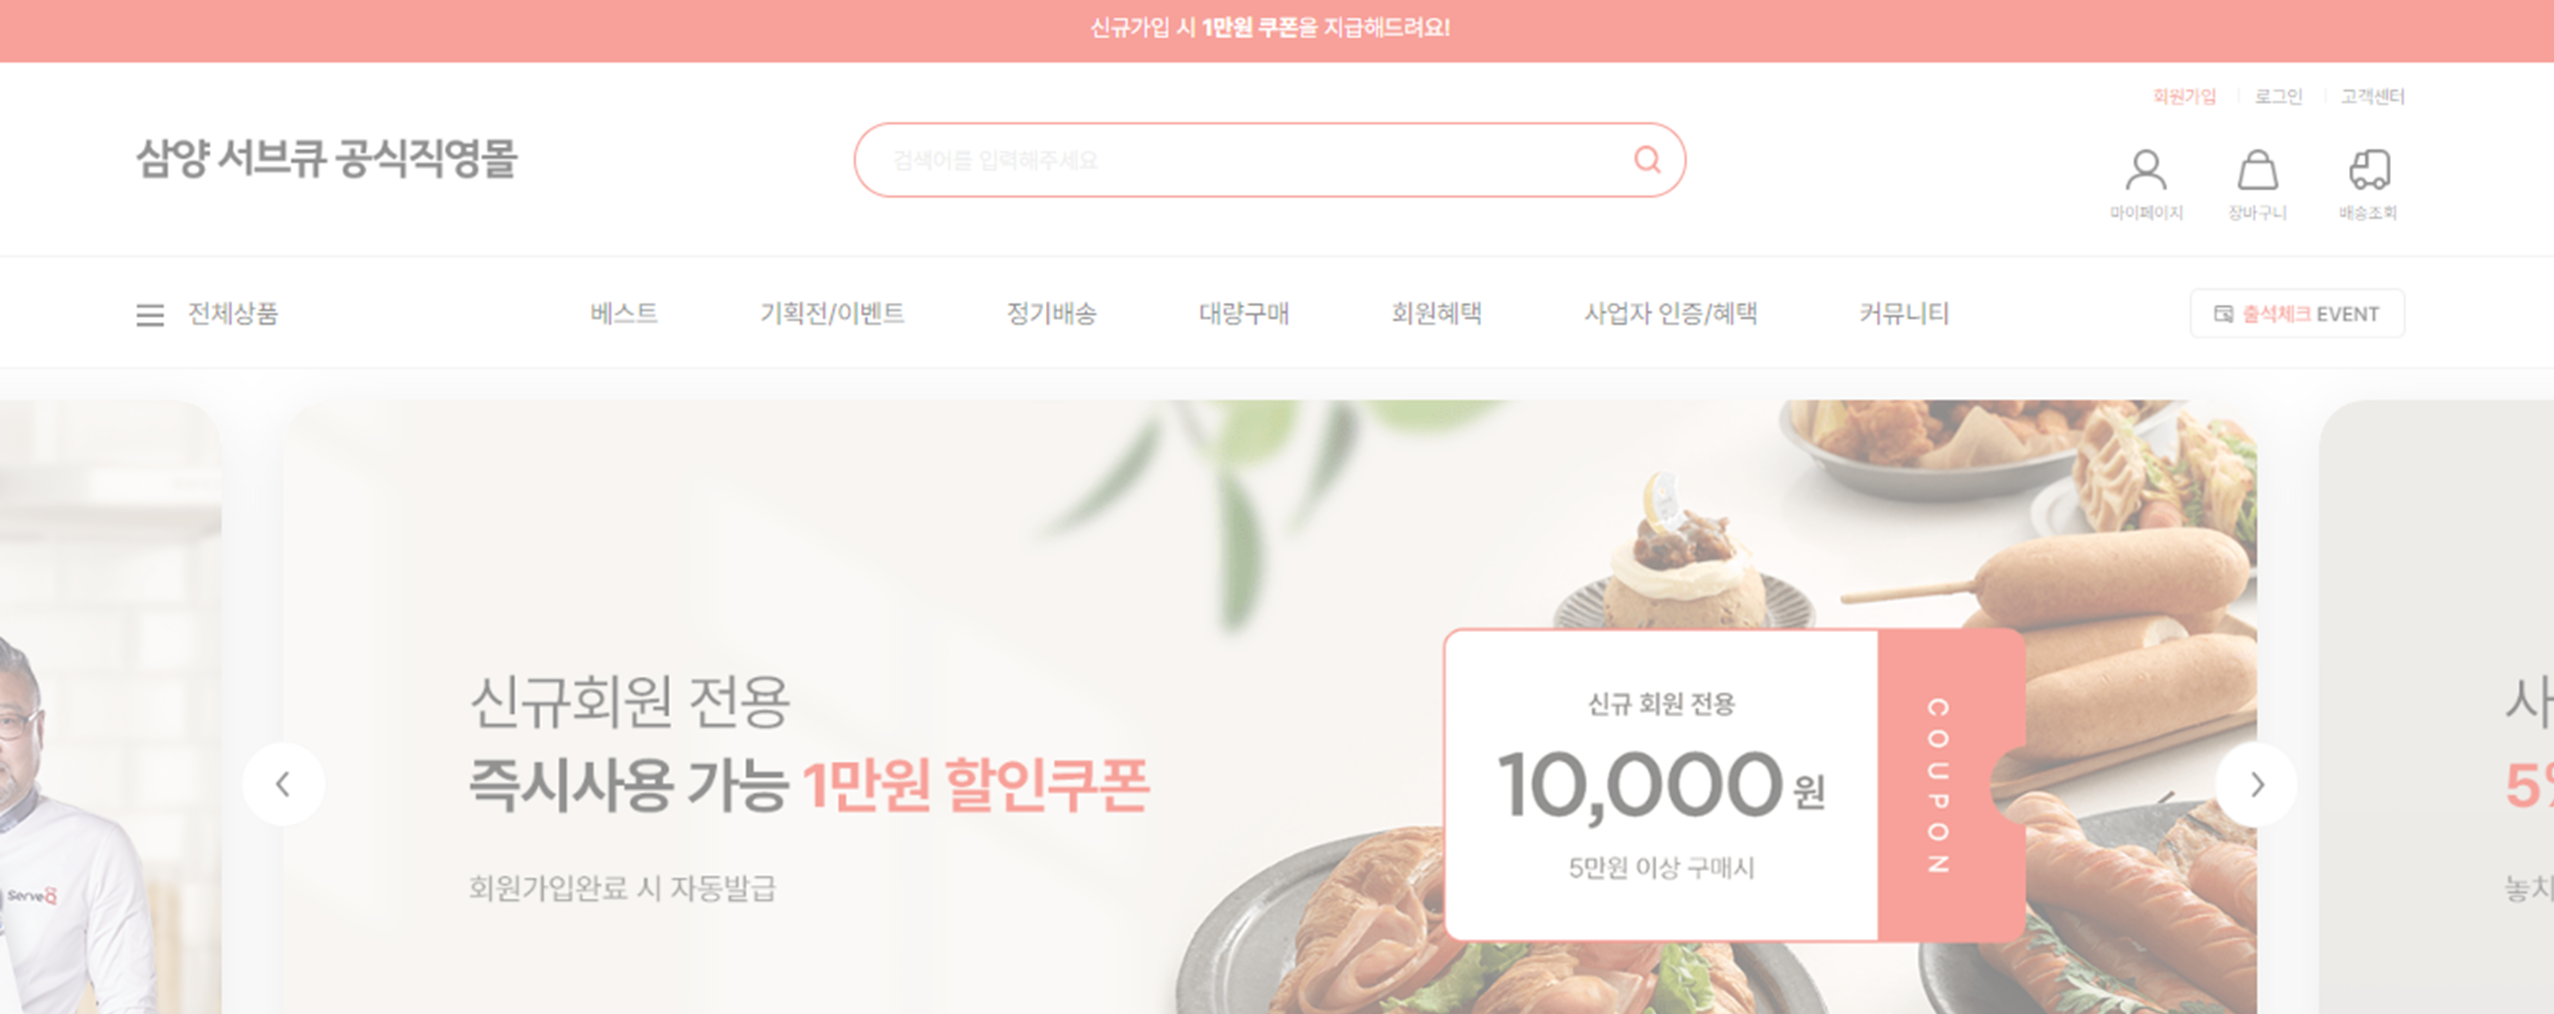 신규가입 시 1만원 쿠폰을 지급해드려요!
회원가입 로그인 고객센터
삼양 서브큐 공식직영몰
검색어를 입력해주세요
마이페이지 장바구니 배송조회
전체상품 베스트 기획전/이벤트 정기배송 대량구매 회원혜택 사업자 인증/혜택 커뮤니티 출석체크 EVENT
신규회원 전용
즉시사용 가능 1만원 할인쿠폰
회원가입완료 시 자동발급
신규 회원 전용
10,000 원
5만원 이상 구매시
COUPON
ServeQ
사
5%
놓치